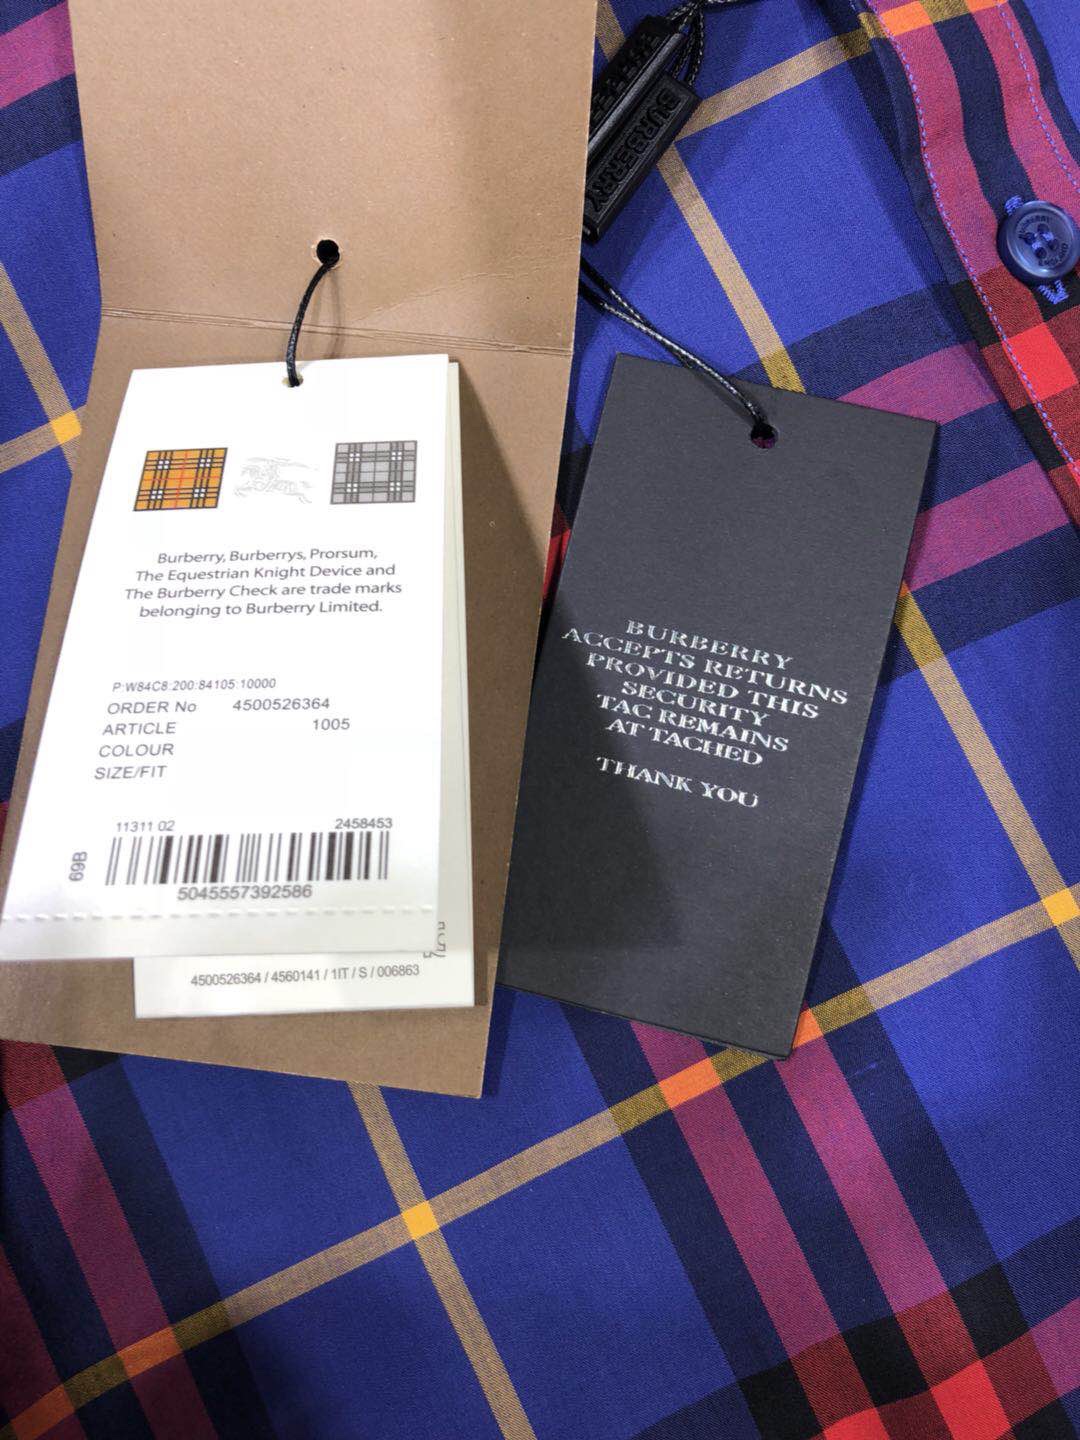 BURBERRY
Burberry, Burberrys, Prorsum,
The Equestrian Knight Device and
The Burberry Check are trade marks
belonging to Burberry Limited.
P:W84C8:200:84105:10000
ORDER No 4500526364
ARTICLE 1005
COLOUR
SIZE/FIT
11311 02 2458453
69B
5045557392586
4500526364 / 4560141 / 1IT / S / 006863
BURBERRY
ACCEPTS RETURNS
PROVIDED THIS
SECURITY
TAG REMAINS
ATTACHED
THANK YOU